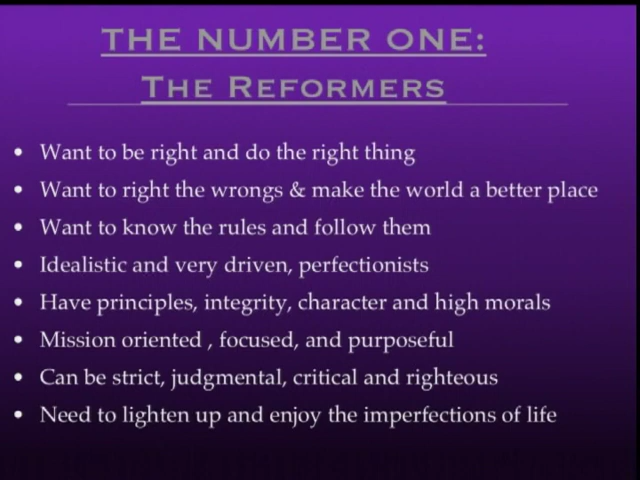 THE NUMBER ONE:
THE REFORMERS
• Want to be right and do the right thing
• Want to right the wrongs & make the world a better place
• Want to know the rules and follow them
• Idealistic and very driven, perfectionists
• Have principles, integrity, character and high morals
• Mission oriented , focused, and purposeful
• Can be strict, judgmental, critical and righteous
• Need to lighten up and enjoy the imperfections of life